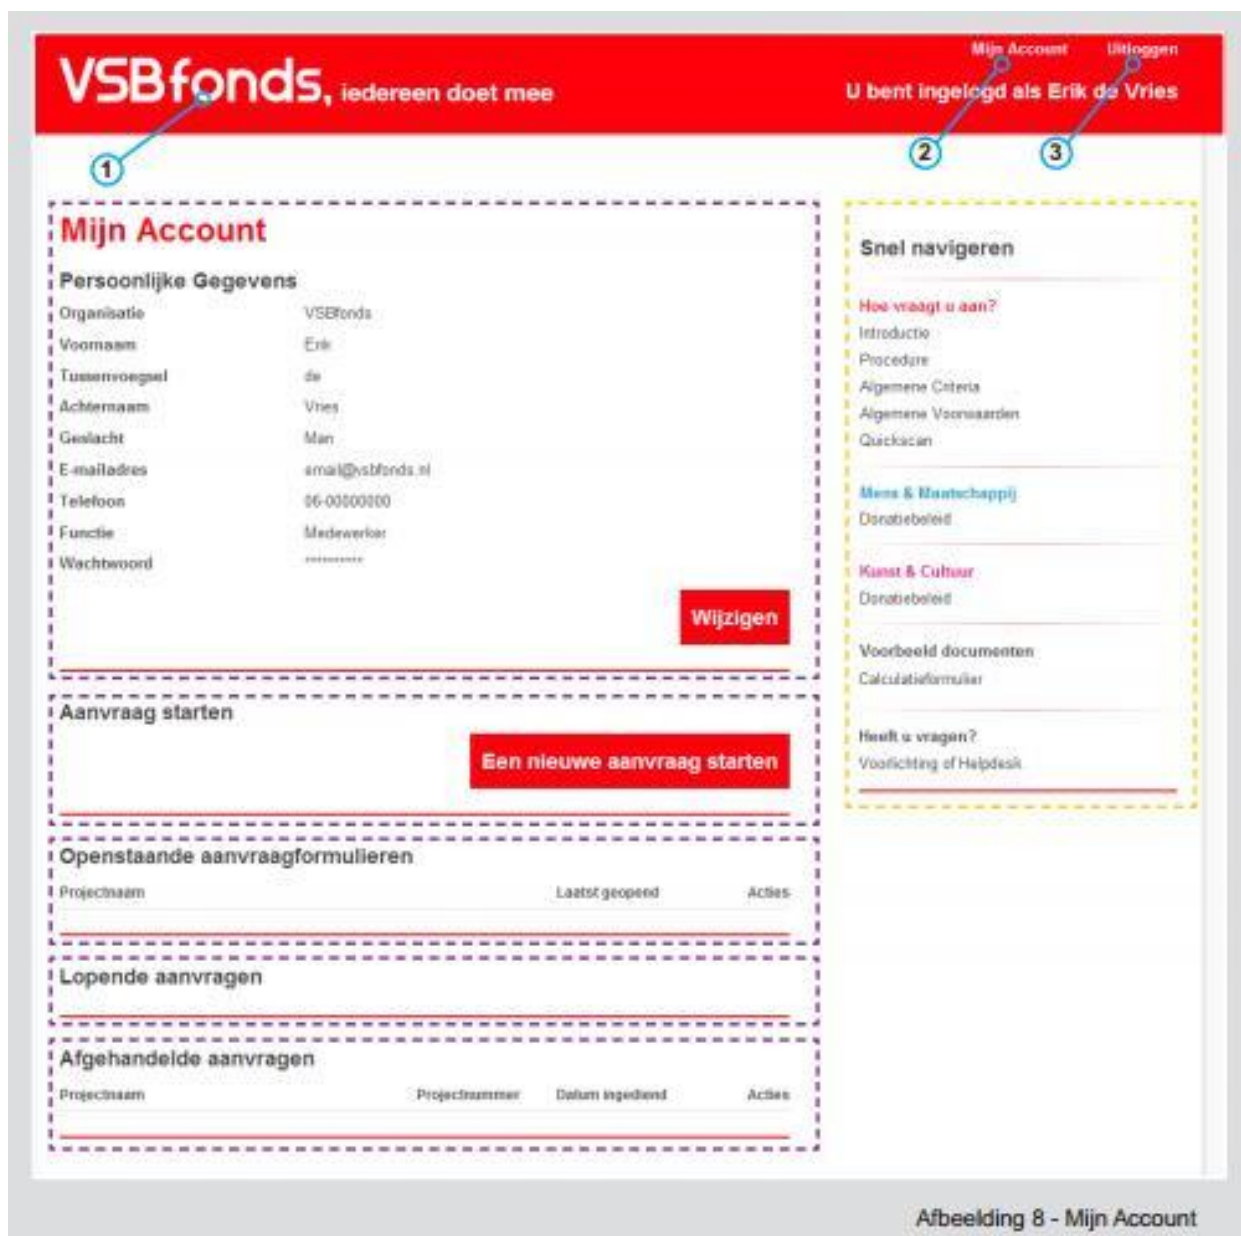 Mijn Account Uitloggen
VSBfonds, iedereen doet mee
U bent ingelogd als Erik de Vries
1
2
3
Mijn Account
Persoonlijke Gegevens
Organisatie VSBfonds
Voornaam Erik
Tussenvoegsel de
Achternaam Vries
Geslacht Man
E-mailadres email@vsbfonds.nl
Telefoon 06-00000000
Functie Medewerker
Wachtwoord **********
Wijzigen
Aanvraag starten
Een nieuwe aanvraag starten
Openstaande aanvraagformulieren
Projectnaam Laatst geopend Acties
Lopende aanvragen
Afgehandelde aanvragen
Projectnaam Projectnummer Datum ingediend Acties
Snel navigeren
Hoe vraagt u aan?
Introductie
Procedure
Algemene Criteria
Algemene Voorwaarden
Quickscan
Mens & Maatschappij
Donatiebeleid
Kunst & Cultuur
Donatiebeleid
Voorbeeld documenten
Calculatieformulier
Heeft u vragen?
Voorlichting of Helpdesk
Afbeelding 8 - Mijn Account